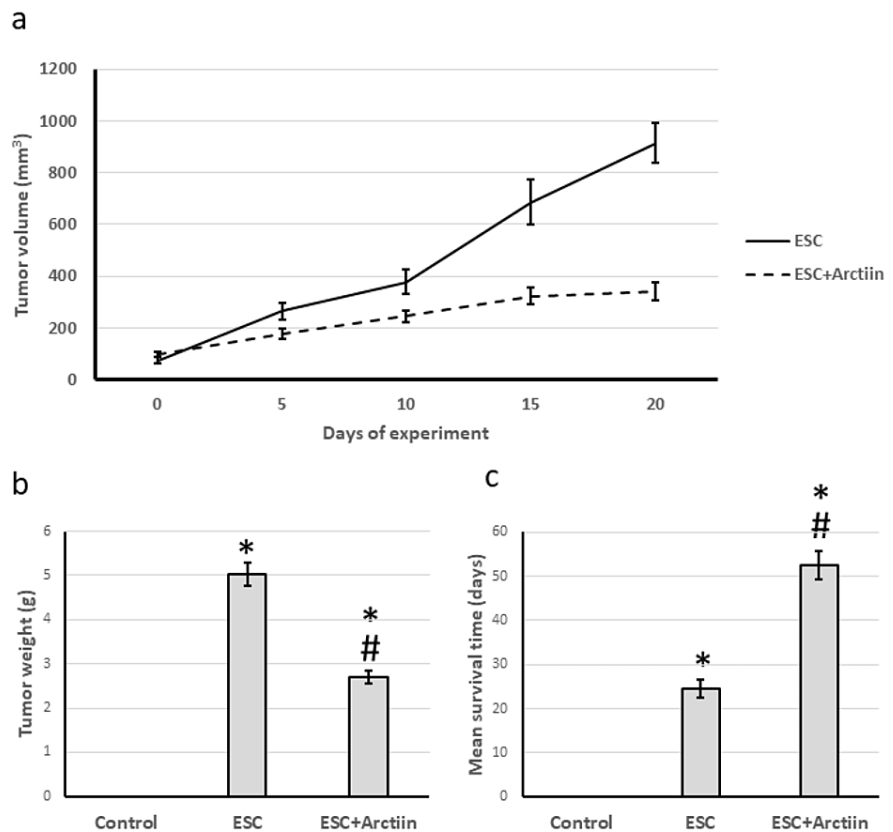 a
1200
1000
800
600
400
200
0
Tumor volume (mm³)
0 5 10 15 20
Days of experiment
ESC
ESC+Arctiin
b
6
5
4
3
2
1
0
Tumor weight (g)
*
*
#
Control ESC ESC+Arctiin
c
60
50
40
30
20
10
0
Mean survival time (days)
*
*
#
Control ESC ESC+Arctiin